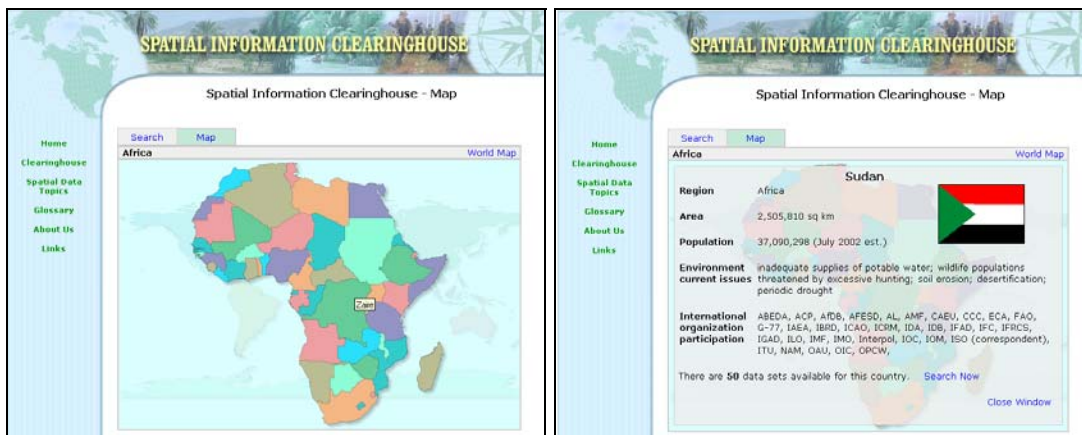 SPATIAL INFORMATION CLEARINGHOUSE
Spatial Information Clearinghouse - Map
Home
Clearinghouse
Spatial Data
Topics
Glossary
About Us
Links
Search
Map
Africa
World Map
Zaire
SPATIAL INFORMATION CLEARINGHOUSE
Spatial Information Clearinghouse - Map
Home
Clearinghouse
Spatial Data
Topics
Glossary
About Us
Links
Search
Map
Africa
World Map
Sudan
Region Africa
Area 2,505,810 sq km
Population 37,090,298 (July 2002 est.)
Environment inadequate supplies of potable water; wildlife populations
current issues threatened by excessive hunting; soil erosion; desertification;
periodic drought
International ABEDA, ACP, AfDB, AFESD, AL, AMF, CAEU, CCC, ECA, FAO,
organization G-77, IAEA, IBRD, ICAO, ICRM, IDA, IDB, IFAD, IFC, IFRCS,
participation IGAD, ILO, IMF, IMO, Interpol, IOC, IOM, ISO (correspondent),
ITU, NAM, OAU, OIC, OPCW,
There are 50 data sets available for this country. Search Now
Close Window